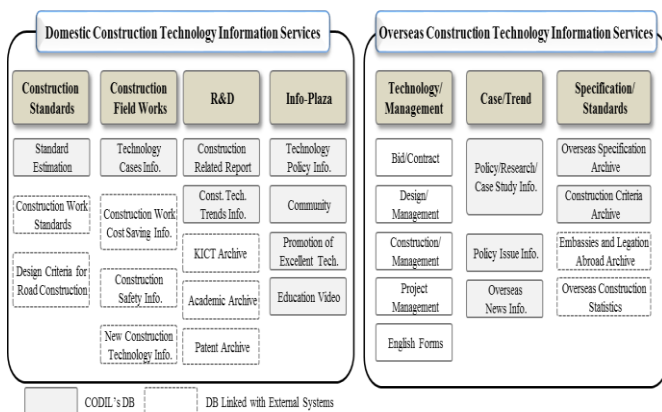 Domestic Construction Technology Information Services
Construction
Standards
Standard
Estimation
Construction Work
Standards
Design Criteria for
Road Construction
Construction
Field Works
Technology
Cases Info.
Construction Work
Cost Saving Info.
Construction
Safety Info.
New Construction
Technology Info.
R&D
Construction
Related Report
Const. Tech.
Trends Info.
KICT Archive
Academic Archive
Patent Archive
Info-Plaza
Technology
Policy Info.
Community
Promotion of
Excellent Tech.
Education Video
Overseas Construction Technology Information Services
Technology/
Management
Bid/Contract
Design/
Management
Construction/
Management
Project
Management
English Forms
Case/Trend
Policy/Research/
Case Study Info.
Policy Issue Info.
Overseas
News Info.
Specification/
Standards
Overseas Specification
Archive
Construction Criteria
Archive
Embassies and Legation
Abroad Archive
Overseas Construction
Statistics
CODIL's DB
DB Linked with External Systems